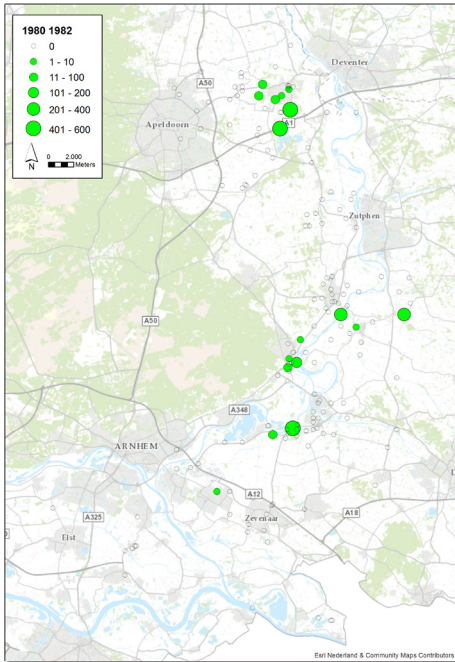 1980 1982
0
1 - 10
11 - 100
101 - 200
201 - 400
401 - 600
N
0 2.000
Meters
Deventer
A50
Apeldoorn
A1
Zutphen
A50
A348
ARNHEM
A12
A325
A18
Zevenaar
Elst
Esri Nederland & Community Maps Contributors